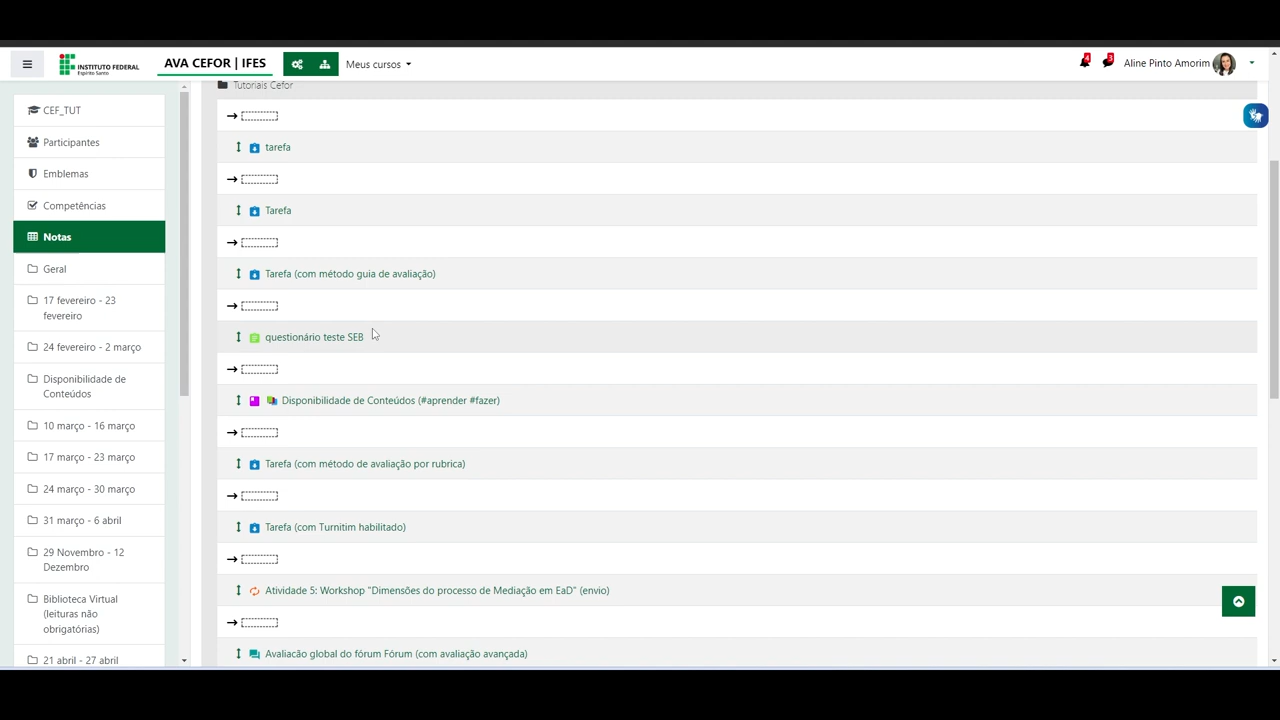 INSTITUTO FEDERAL
Espírito Santo
AVA CEFOR | IFES
Meus cursos
4
3
Aline Pinto Amorim
CEF_TUT
Participantes
Emblemas
Competências
Notas
Geral
17 fevereiro - 23
fevereiro
24 fevereiro - 2 março
Disponibilidade de
Conteúdos
10 março - 16 março
17 março - 23 março
24 março - 30 março
31 março - 6 abril
29 Novembro - 12
Dezembro
Biblioteca Virtual
(leituras não
obrigatórias)
21 abril - 27 abril
Tutoriais Cefor
tarefa
Tarefa
Tarefa (com método guia de avaliação)
questionário teste SEB
Disponibilidade de Conteúdos (#aprender #fazer)
Tarefa (com método de avaliação por rubrica)
Tarefa (com Turnitim habilitado)
Atividade 5: Workshop "Dimensões do processo de Mediação em EaD" (envio)
Avaliacão global do fórum Fórum (com avaliação avançada)